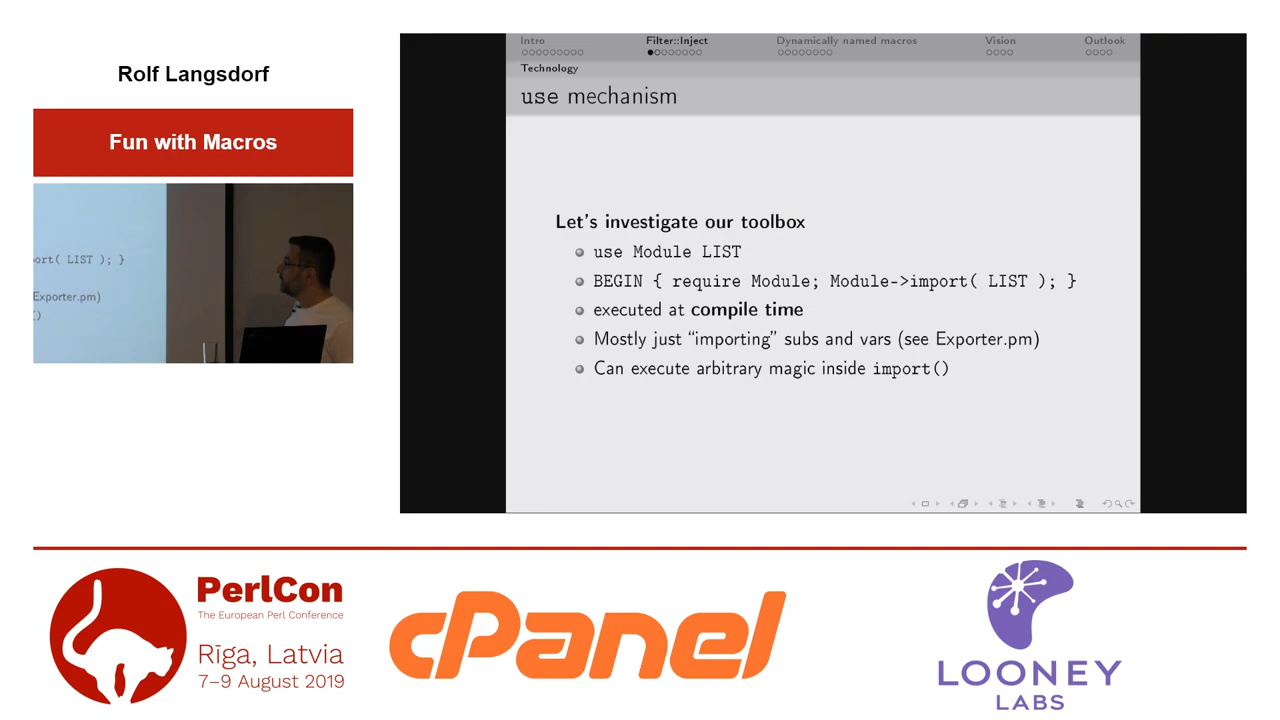 Rolf Langsdorf
Fun with Macros
ort( LIST ); }
Exporter.pm)
()
Intro
Filter::Inject
Dynamically named macros
Vision
Outlook
Technology
use mechanism
Let's investigate our toolbox
use Module LIST
BEGIN { require Module; Module->import( LIST ); }
executed at compile time
Mostly just “importing” subs and vars (see Exporter.pm)
Can execute arbitrary magic inside import()
PerlCon
The European Perl Conference
Rīga, Latvia
7–9 August 2019
cPanel
LOONEY
LABS